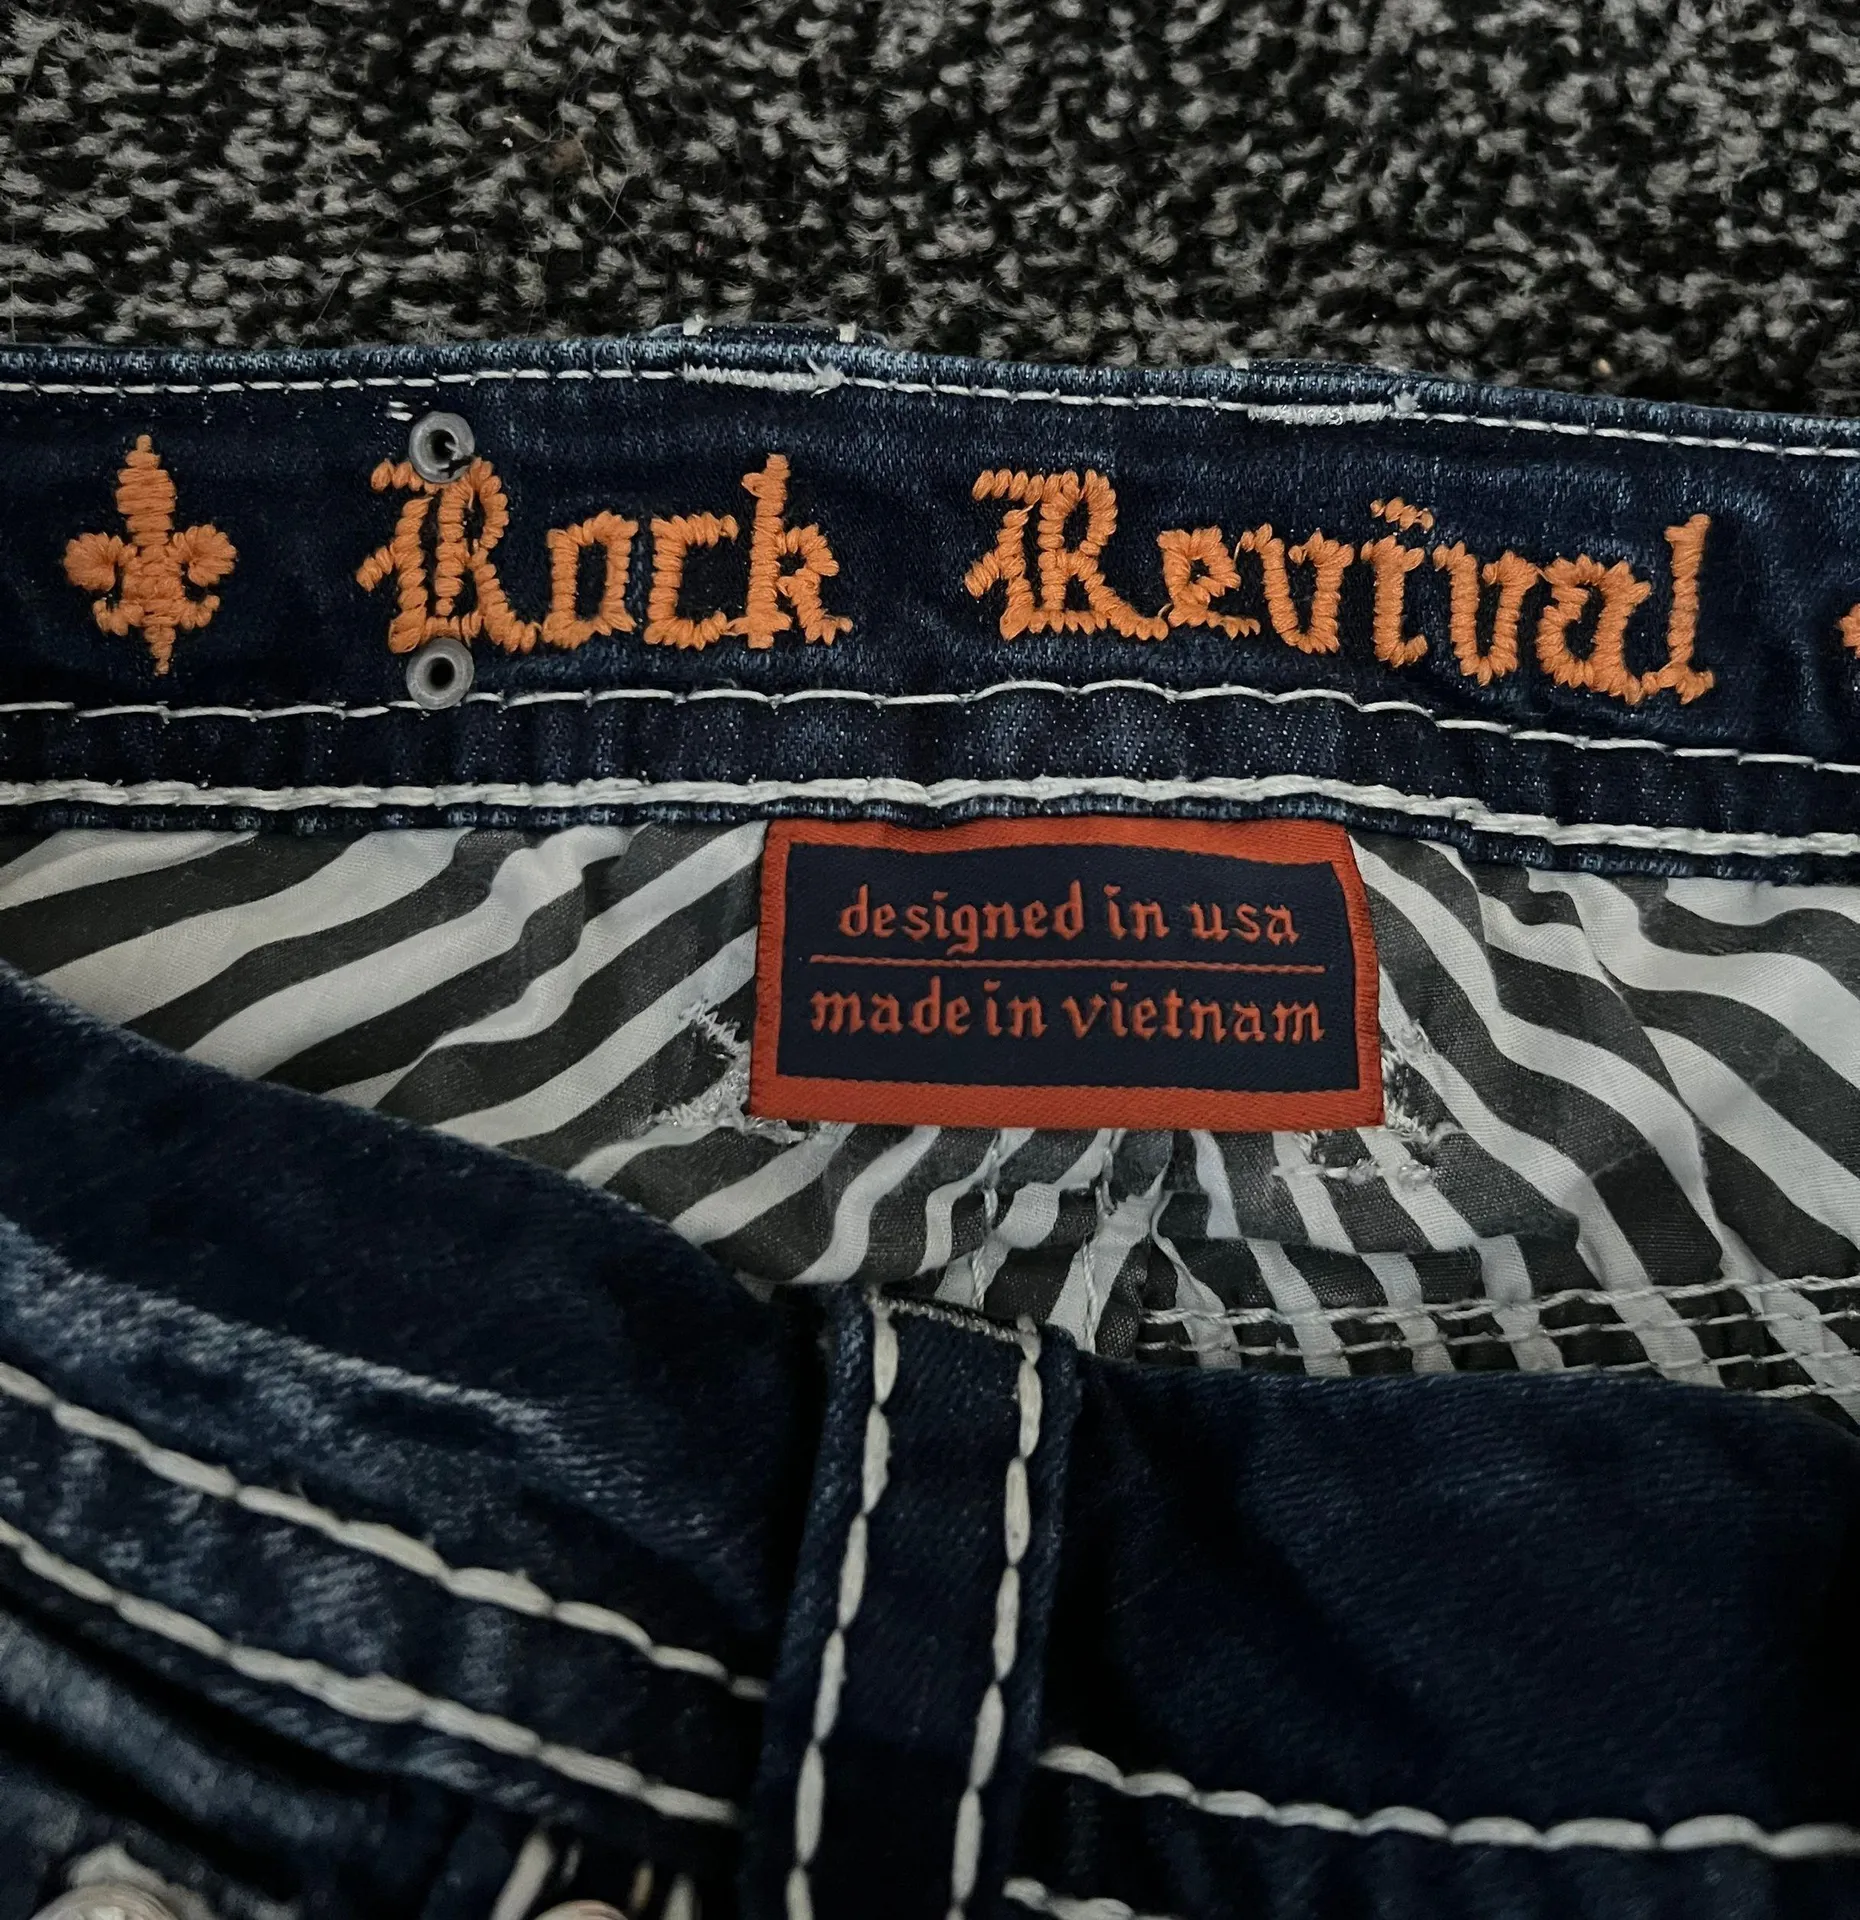 Rock Revival
designed in usa
made in vietnam